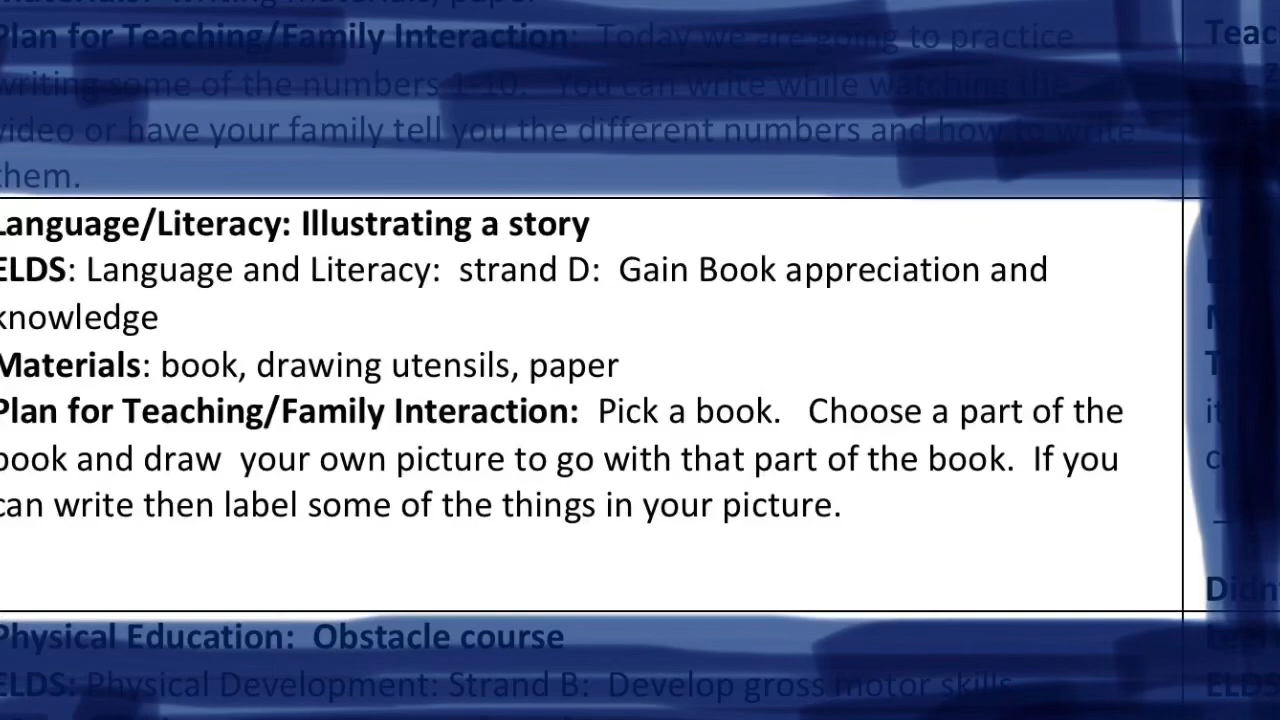 Plan for Teaching/Family Interaction: Today we are going to practice
writing some of the numbers 1-10. You can write while watching the
video or have your family tell you the different numbers and how to write
them.
Language/Literacy: Illustrating a story
ELDS: Language and Literacy: strand D: Gain Book appreciation and
knowledge
Materials: book, drawing utensils, paper
Plan for Teaching/Family Interaction: Pick a book. Choose a part of the
book and draw your own picture to go with that part of the book. If you
can write then label some of the things in your picture.
Physical Education: Obstacle course
ELDS: Physical Development: Strand B: Develop gross motor skills
Teac
Didn
ELDS